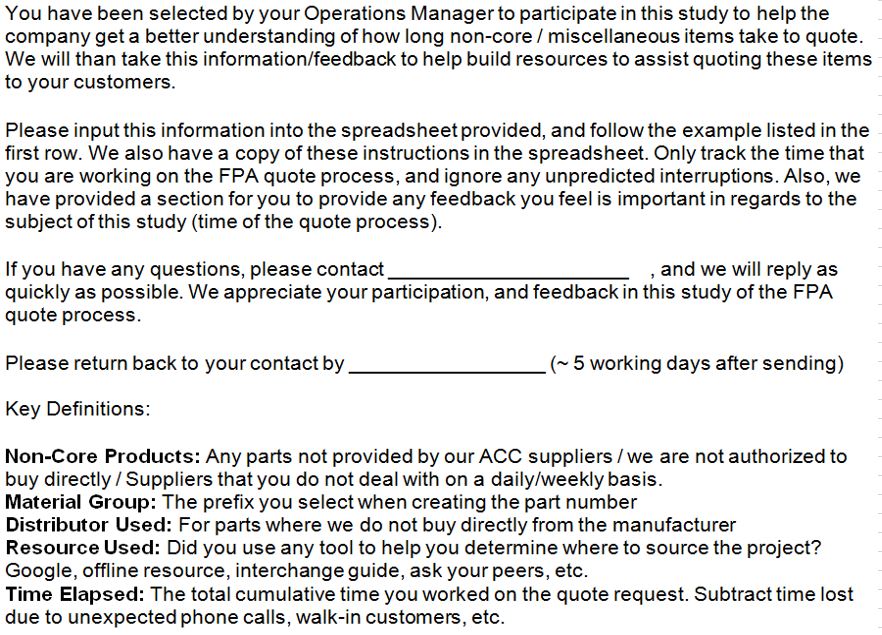 You have been selected by your Operations Manager to participate in this study to help the
company get a better understanding of how long non-core / miscellaneous items take to quote.
We will than take this information/feedback to help build resources to assist quoting these items
to your customers.
Please input this information into the spreadsheet provided, and follow the example listed in the
first row. We also have a copy of these instructions in the spreadsheet. Only track the time that
you are working on the FPA quote process, and ignore any unpredicted interruptions. Also, we
have provided a section for you to provide any feedback you feel is important in regards to the
subject of this study (time of the quote process).
If you have any questions, please contact ______________________ , and we will reply as
quickly as possible. We appreciate your participation, and feedback in this study of the FPA
quote process.
Please return back to your contact by __________________ (~ 5 working days after sending)
Key Definitions:
Non-Core Products: Any parts not provided by our ACC suppliers / we are not authorized to
buy directly / Suppliers that you do not deal with on a daily/weekly basis.
Material Group: The prefix you select when creating the part number
Distributor Used: For parts where we do not buy directly from the manufacturer
Resource Used: Did you use any tool to help you determine where to source the project?
Google, offline resource, interchange guide, ask your peers, etc.
Time Elapsed: The total cumulative time you worked on the quote request. Subtract time lost
due to unexpected phone calls, walk-in customers, etc.